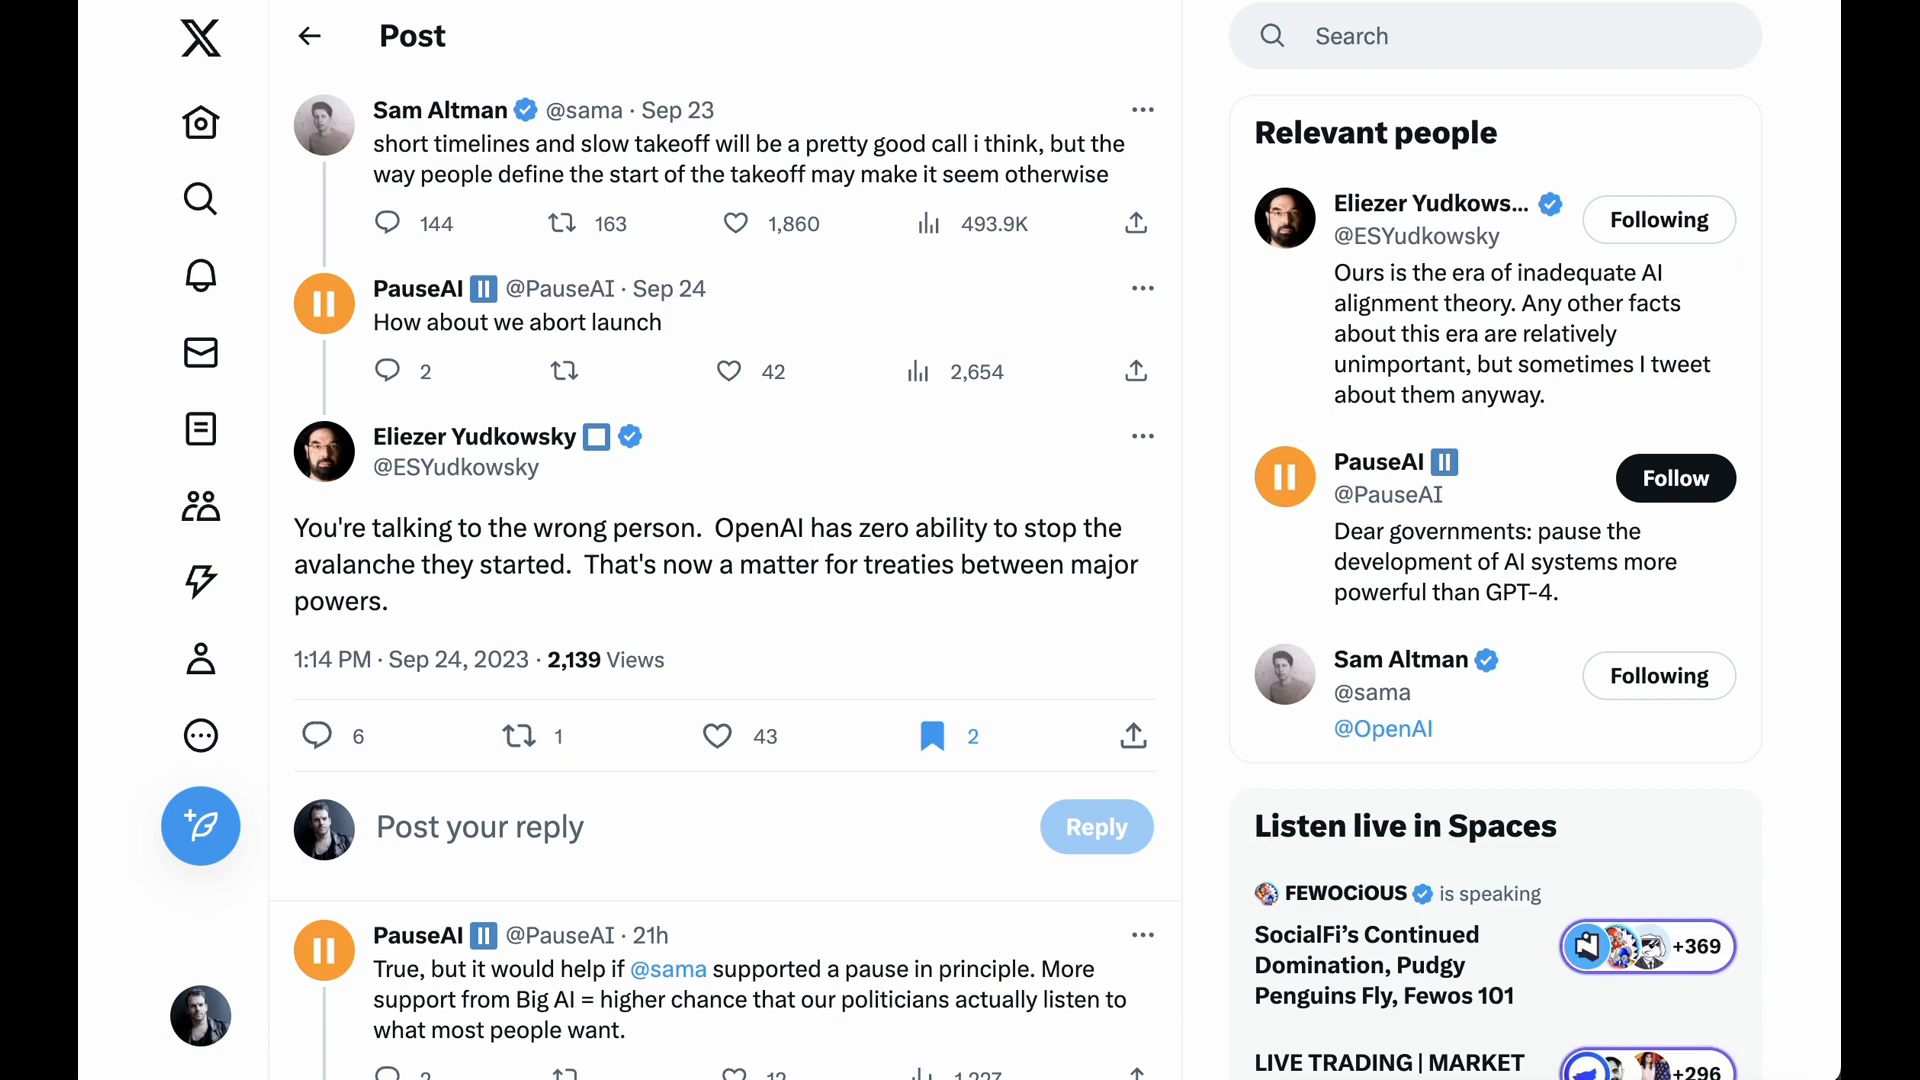 Post
Sam Altman @sama · Sep 23
short timelines and slow takeoff will be a pretty good call i think, but the
way people define the start of the takeoff may make it seem otherwise
144 163 1,860 493.9K
PauseAI @PauseAI · Sep 24
How about we abort launch
2 42 2,654
Eliezer Yudkowsky
@ESYudkowsky
You're talking to the wrong person.  OpenAI has zero ability to stop the
avalanche they started.  That's now a matter for treaties between major
powers.
1:14 PM · Sep 24, 2023 · 2,139 Views
6 1 43 2
Post your reply
Reply
PauseAI @PauseAI · 21h
True, but it would help if @sama supported a pause in principle. More
support from Big AI = higher chance that our politicians actually listen to
what most people want.
2 12 1,227
Search
Relevant people
Eliezer Yudkows...
@ESYudkowsky
Following
Ours is the era of inadequate AI
alignment theory. Any other facts
about this era are relatively
unimportant, but sometimes I tweet
about them anyway.
PauseAI
@PauseAI
Follow
Dear governments: pause the
development of AI systems more
powerful than GPT-4.
Sam Altman
@sama
Following
@OpenAI
Listen live in Spaces
FEWOCiOUS is speaking
SocialFi’s Continued
Domination, Pudgy
Penguins Fly, Fewos 101
+369
LIVE TRADING | MARKET
+296